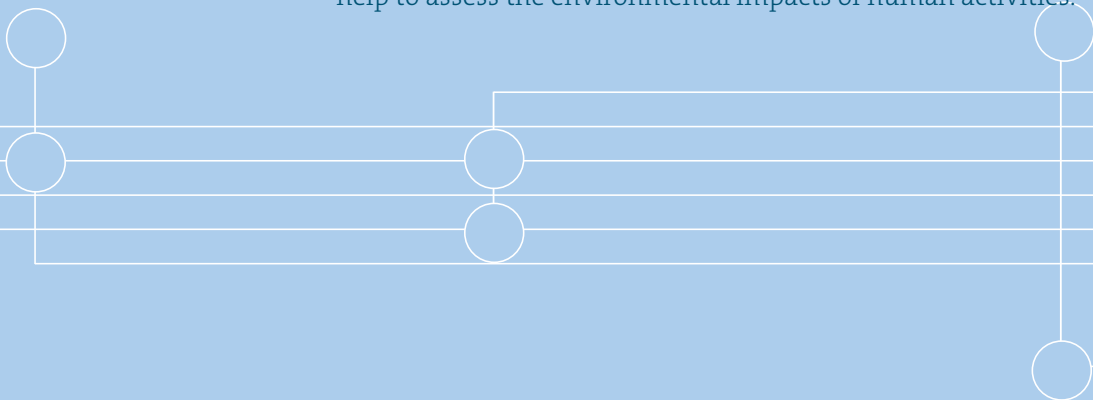 help to assess the environmental impacts of human activities.